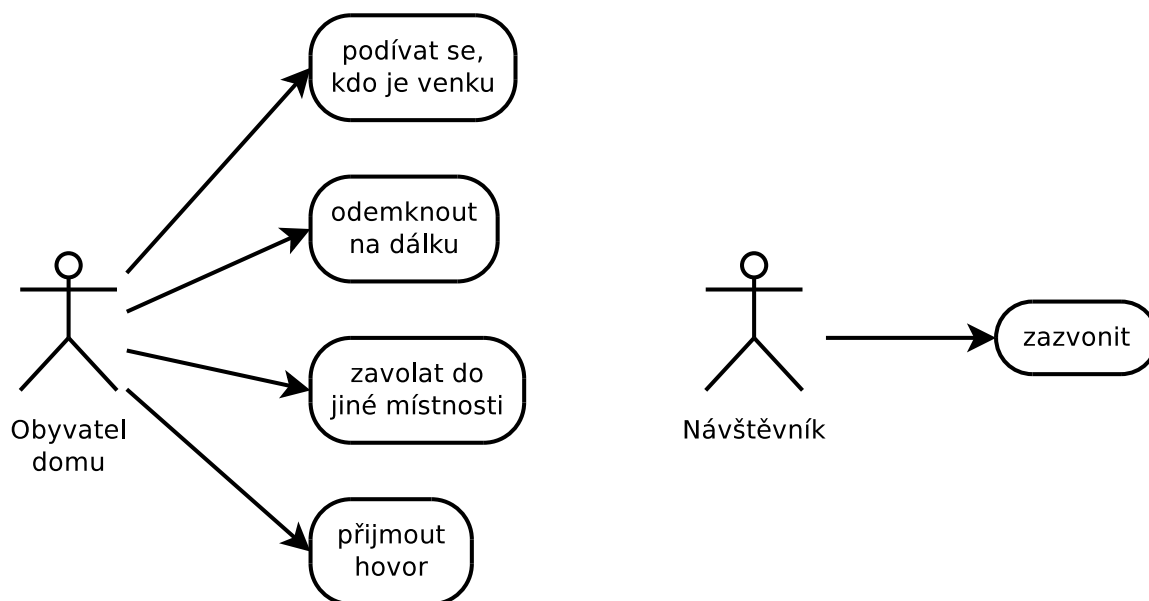 podívat se,
kdo je venku
odemknout
na dálku
zavolat do
jiné místnosti
přijmout
hovor
Obyvatel
domu
Návštěvník
zazvonit